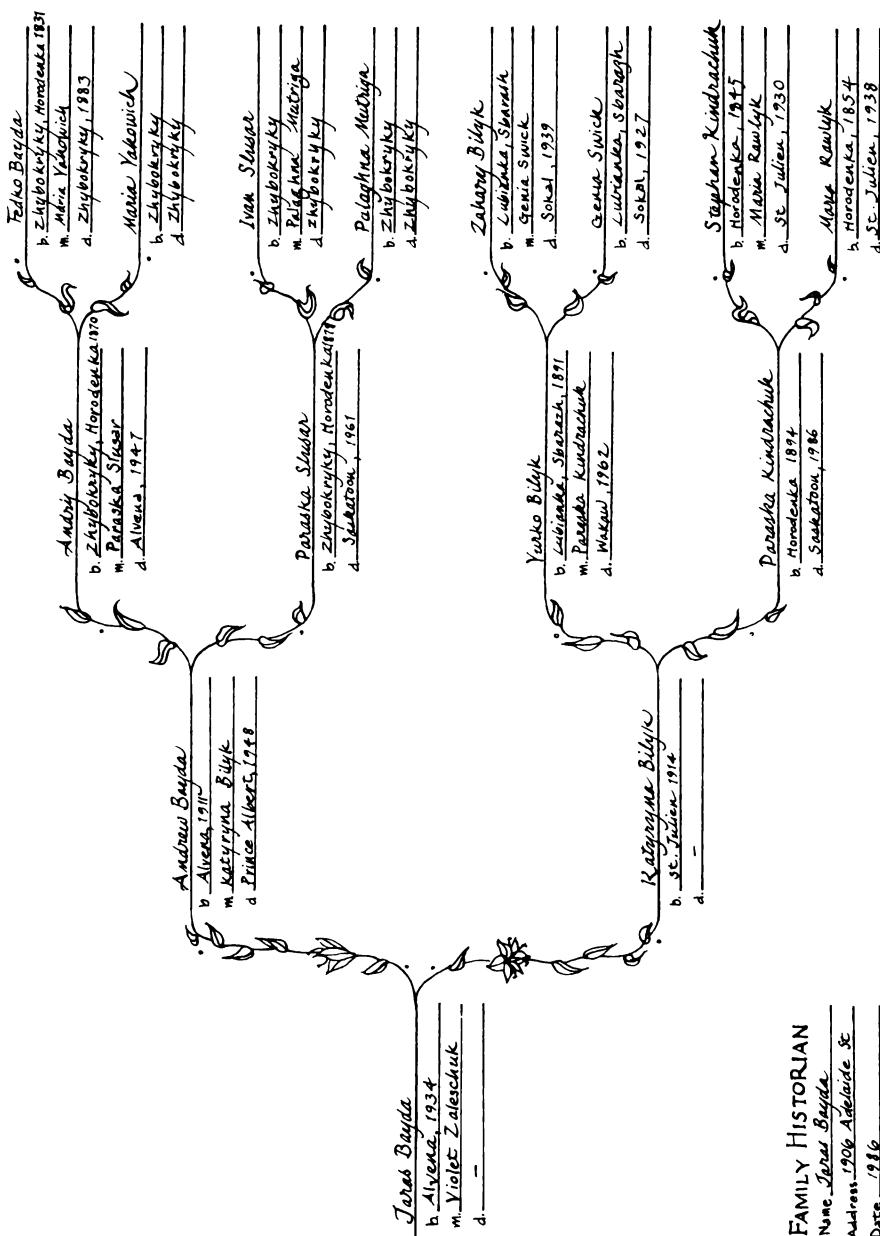 Taras Bayda
b. Alvena, 1934
m. Violet Zaleschuk
d. –
Andrew Bayda
b Alvena, 1911
m Katyryna Bilyk
d Prince Albert, 1948
Katyryna Bilyk
b. St. Julien 1914
d. –
Andrij Bayda
b. Zhybokryky, Horodenka 1870
m. Paraska Slusar
d. Alvena, 1947
Paraska Slusar
b. Zhybokryky, Horodenka 1878
d. Saskatoon, 1961
Yurko Bilyk
b. Lubianka, Sbarazh, 1891
m. Paraska Kindrachuk
d. Wakaw, 1962
Paraska Kindrachuk
b. Horodenka 1894
d. Saskatoon, 1986
Fedko Bayda
b. Zhybokryky, Horodenka 1831
m. Maria Yakowich
d. Zhybokryky, 1883
Maria Yakowich
b. Zhybokryky
d. Zhybokryky
Ivan Slusar
b. Zhybokryky
m. Palaghna Mutriga
d Zhybokryky
Palaghna Mutriga
b. Zhybokryky
d. Zhybokryky
Zahary Bilyk
b. Lubianka, Sbarazh
m. Genia Swick
d. Sokal, 1939
Genia Swick
b. Lubianka, Sbarazh
d. Sokal, 1927
Stephan Kindrachuk
b. Horodenka, 1845
m. Maria Rewlyk
d. St Julien, 1930
Maria Rewlyk
b. Horodenka, 1854
d. St. Julien, 1938
FAMILY HISTORIAN
Name Taras Bayda
Address 1906 Adelaide St
Date 1986